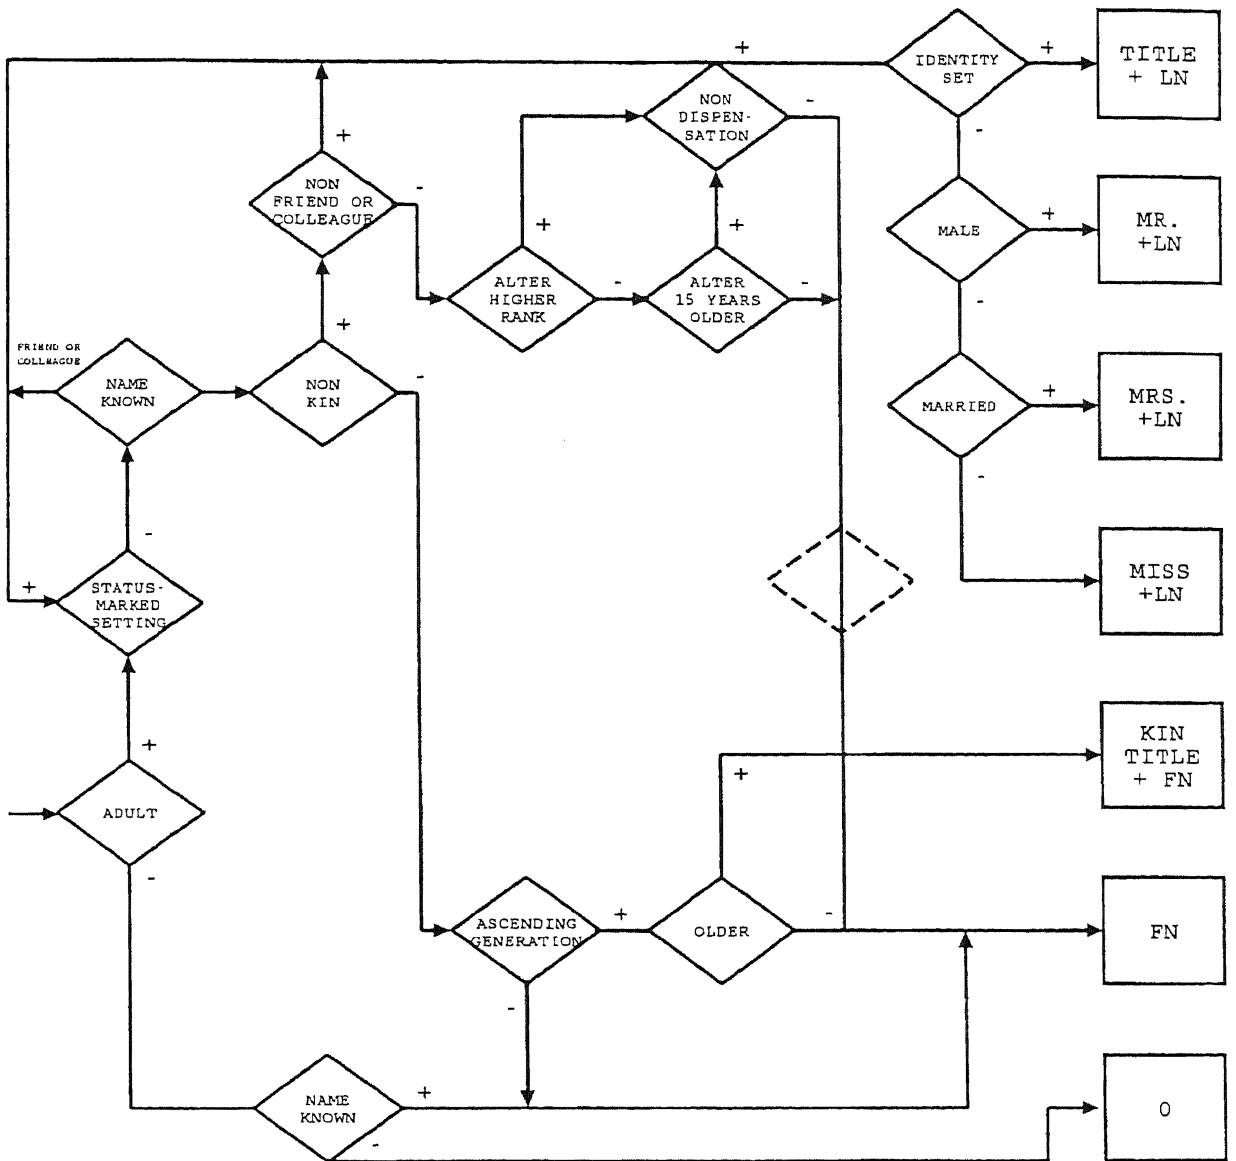 +
IDENTITY
SET
+
TITLE
+ LN
-
NON
DISPEN-
SATION
-
+
NON
FRIEND OR
COLLEAGUE
-
+
MALE
+
MR.
+LN
-
ALTER
HIGHER
RANK
-
+
ALTER
15 YEARS
OLDER
-
+
FRIEND OR
COLLEAGUE
NAME
KNOWN
NON
KIN
-
MARRIED
+
MRS.
+LN
-
-
+
STATUS-
MARKED
SETTING
MISS
+LN
+
ADULT
-
+
KIN
TITLE
+ FN
ASCENDING
GENERATION
+
OLDER
-
FN
-
NAME
KNOWN
+
-
0